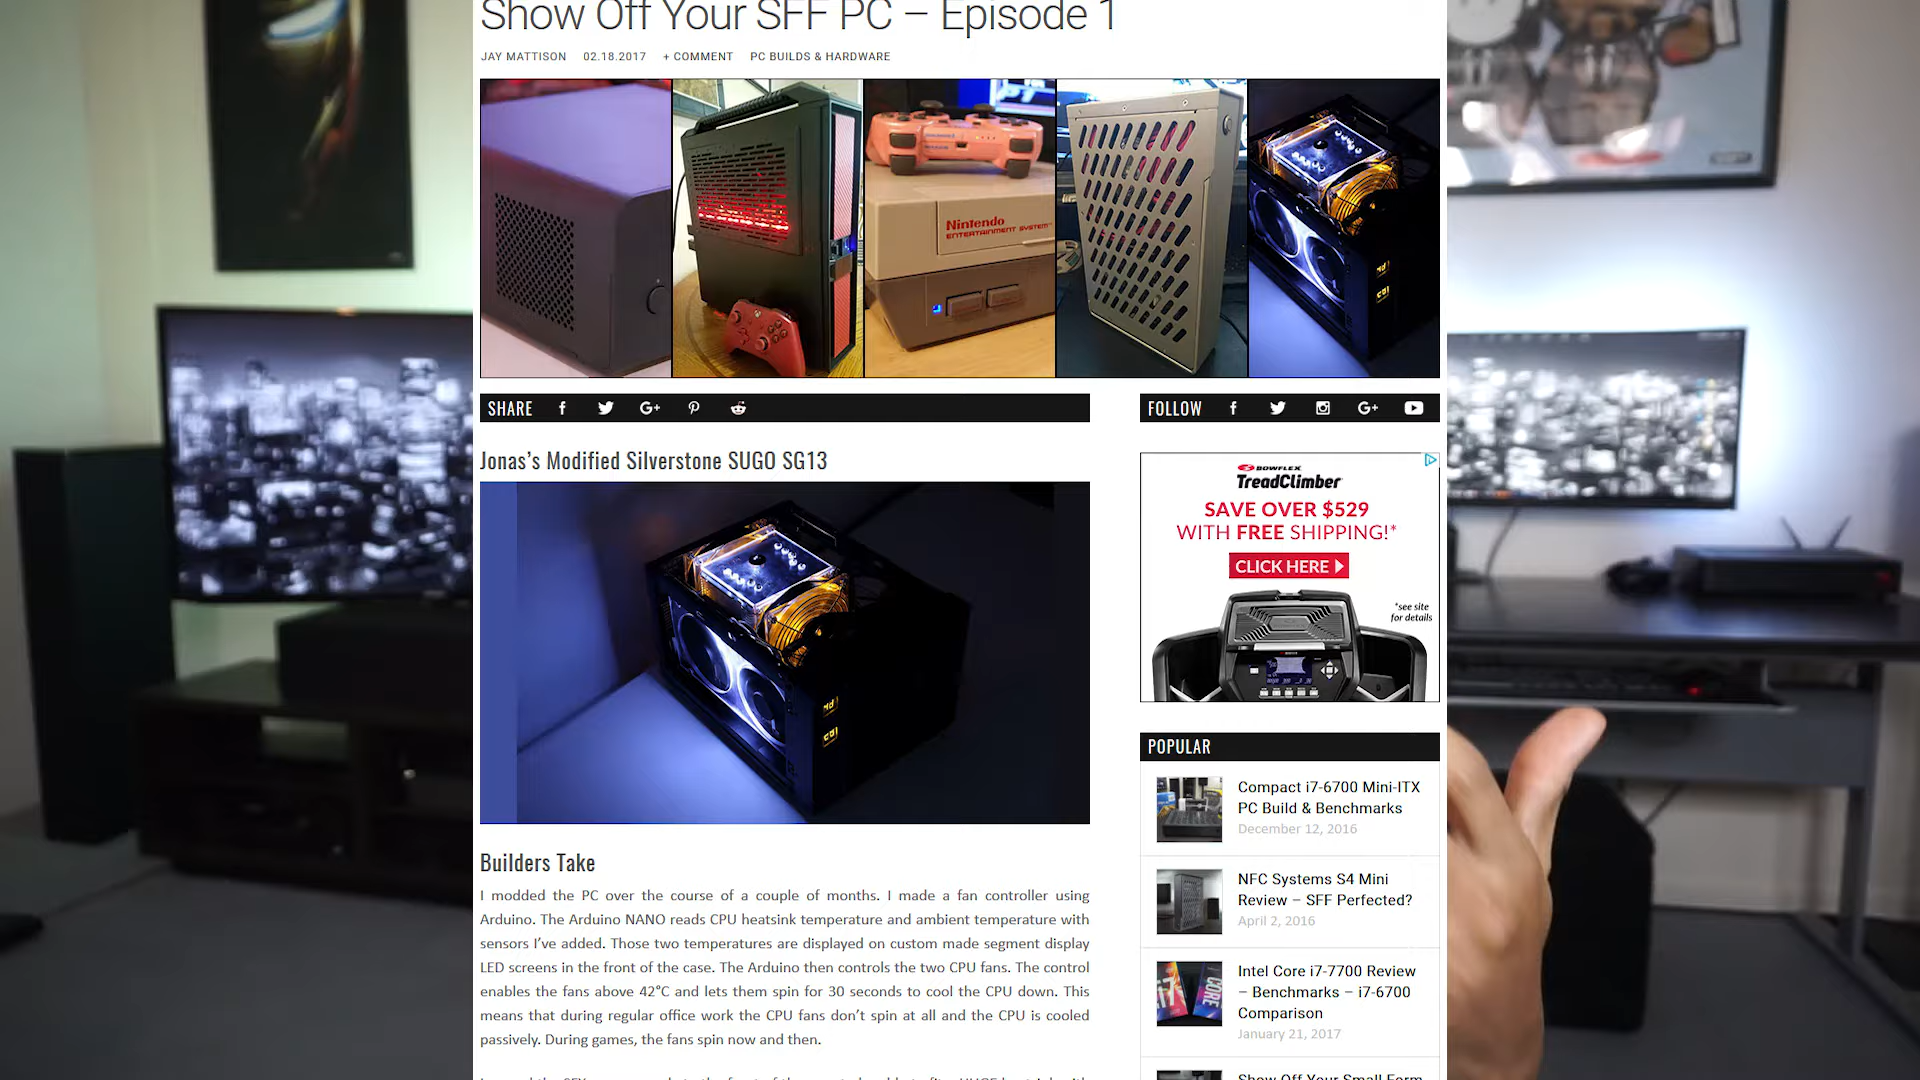 Show Off Your SFF PC – Episode 1
JAY MATTISON 02.18.2017 + COMMENT PC BUILDS & HARDWARE
Nintendo
ENTERTAINMENT SYSTEM
SHARE
FOLLOW
Jonas's Modified Silverstone SUGO SG13
BOWFLEX
TreadClimber
SAVE OVER $529
WITH FREE SHIPPING!*
CLICK HERE
*see site
for details
Builders Take
I modded the PC over the course of a couple of months. I made a fan controller using
Arduino. The Arduino NANO reads CPU heatsink temperature and ambient temperature with
sensors I've added. Those two temperatures are displayed on custom made segment display
LED screens in the front of the case. The Arduino then controls the two CPU fans. The control
enables the fans above 42°C and lets them spin for 30 seconds to cool the CPU down. This
means that during regular office work the CPU fans don't spin at all and the CPU is cooled
passively. During games, the fans spin now and then.
POPULAR
Compact i7-6700 Mini-ITX
PC Build & Benchmarks
December 12, 2016
NFC Systems S4 Mini
Review – SFF Perfected?
April 2, 2016
Intel Core i7-7700 Review
– Benchmarks – i7-6700
Comparison
January 21, 2017
Show Off Your Small Form